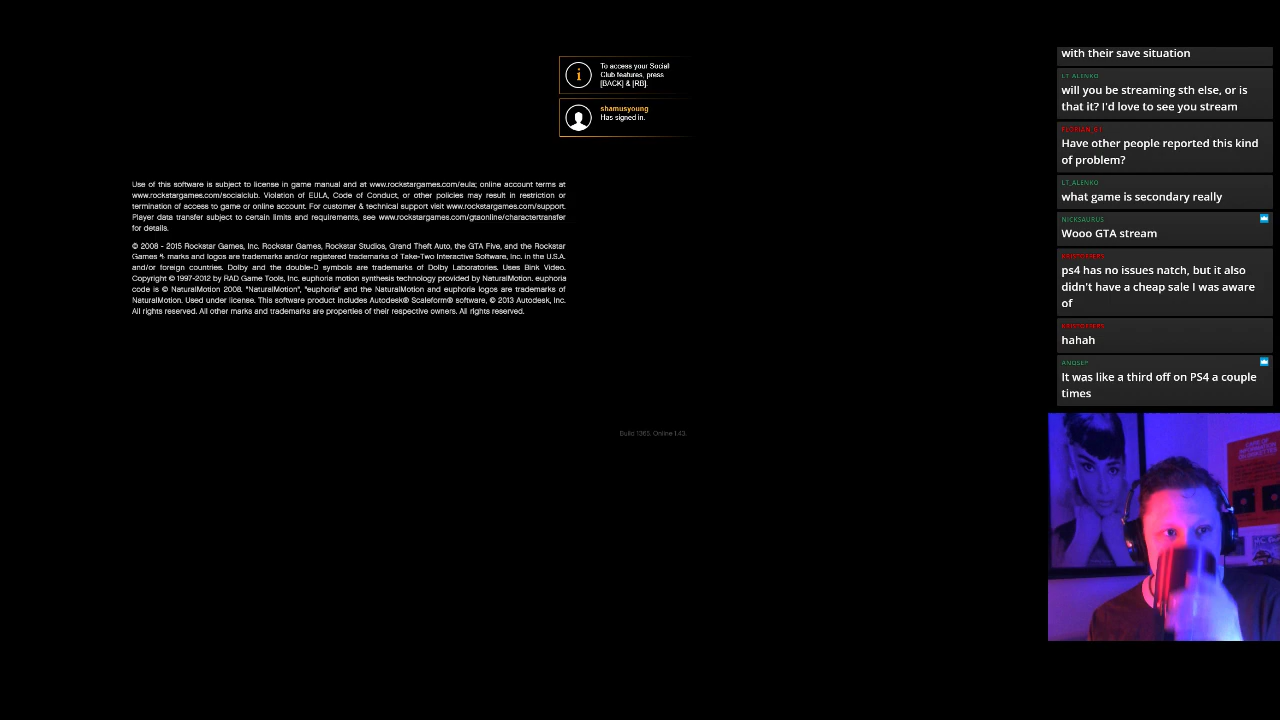 To access your Social
Club features, press
[BACK] & [RB].
shamusyoung
Has signed in.
Use of this software is subject to license in game manual and at www.rockstargames.com/eula; online account terms at
www.rockstargames.com/socialclub. Violation of EULA, Code of Conduct, or other policies may result in restriction or
termination of access to game or online account. For customer & technical support visit www.rockstargames.com/support.
Player data transfer subject to certain limits and requirements, see www.rockstargames.com/gtaonline/charactertransfer
for details.
© 2008 - 2015 Rockstar Games, Inc. Rockstar Games, Rockstar Studios, Grand Theft Auto, the GTA Five, and the Rockstar
Games R* marks and logos are trademarks and/or registered trademarks of Take-Two Interactive Software, Inc. in the U.S.A.
and/or foreign countries. Dolby and the double-D symbols are trademarks of Dolby Laboratories. Uses Bink Video.
Copyright © 1997-2012 by RAD Game Tools, Inc. euphoria motion synthesis technology provided by NaturalMotion. euphoria
code is © NaturalMotion 2008. "NaturalMotion", "euphoria" and the NaturalMotion and euphoria logos are trademarks of
NaturalMotion. Used under license. This software product includes Autodesk® Scaleform® software, © 2013 Autodesk, Inc.
All rights reserved. All other marks and trademarks are properties of their respective owners. All rights reserved.
Build 1365, Online 1.43,
with their save situation
LT_ALENKO
will you be streaming sth else, or is
that it? I'd love to see you stream
Have other people reported this kind
of problem?
LT_ALENKO
what game is secondary really
NICKSAURUS
Wooo GTA stream
KRISTOFFERS
ps4 has no issues natch, but it also
didn't have a cheap sale I was aware
of
KRISTOFFERS
hahah
ANOSEP
It was like a third off on PS4 a couple
times